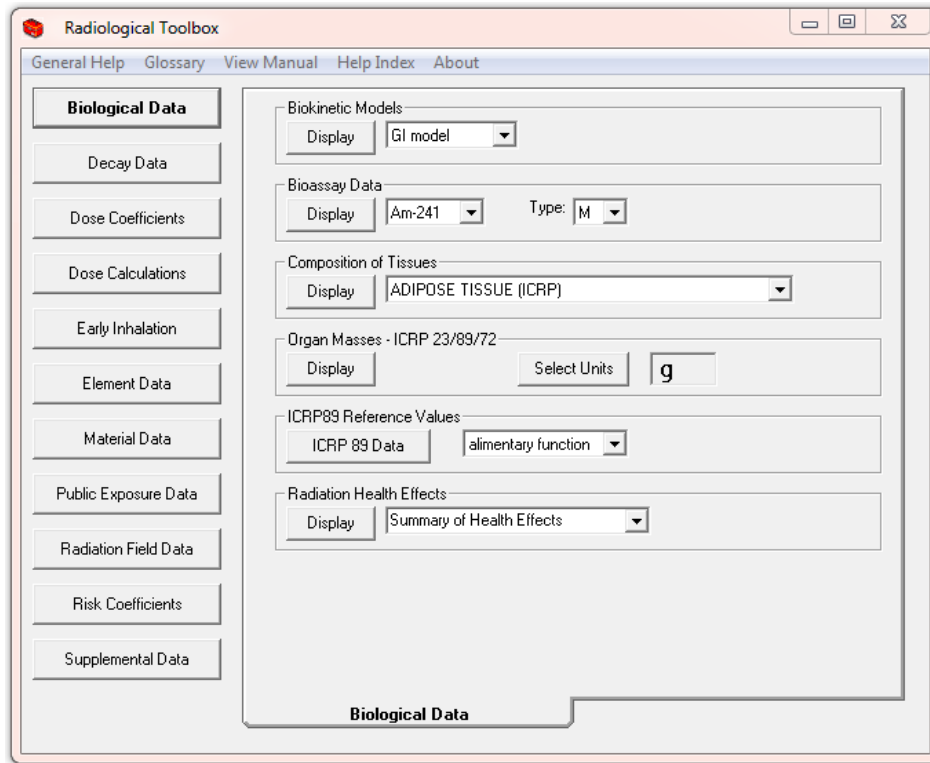 Radiological Toolbox
General Help Glossary View Manual Help Index About
Biological Data
Decay Data
Dose Coefficients
Dose Calculations
Early Inhalation
Element Data
Material Data
Public Exposure Data
Radiation Field Data
Risk Coefficients
Supplemental Data
Biokinetic Models
Display GI model
Bioassay Data
Display Am-241 Type: M
Composition of Tissues
Display ADIPOSE TISSUE (ICRP)
Organ Masses - ICRP 23/89/72
Display Select Units g
ICRP89 Reference Values
ICRP 89 Data alimentary function
Radiation Health Effects
Display Summary of Health Effects
Biological Data